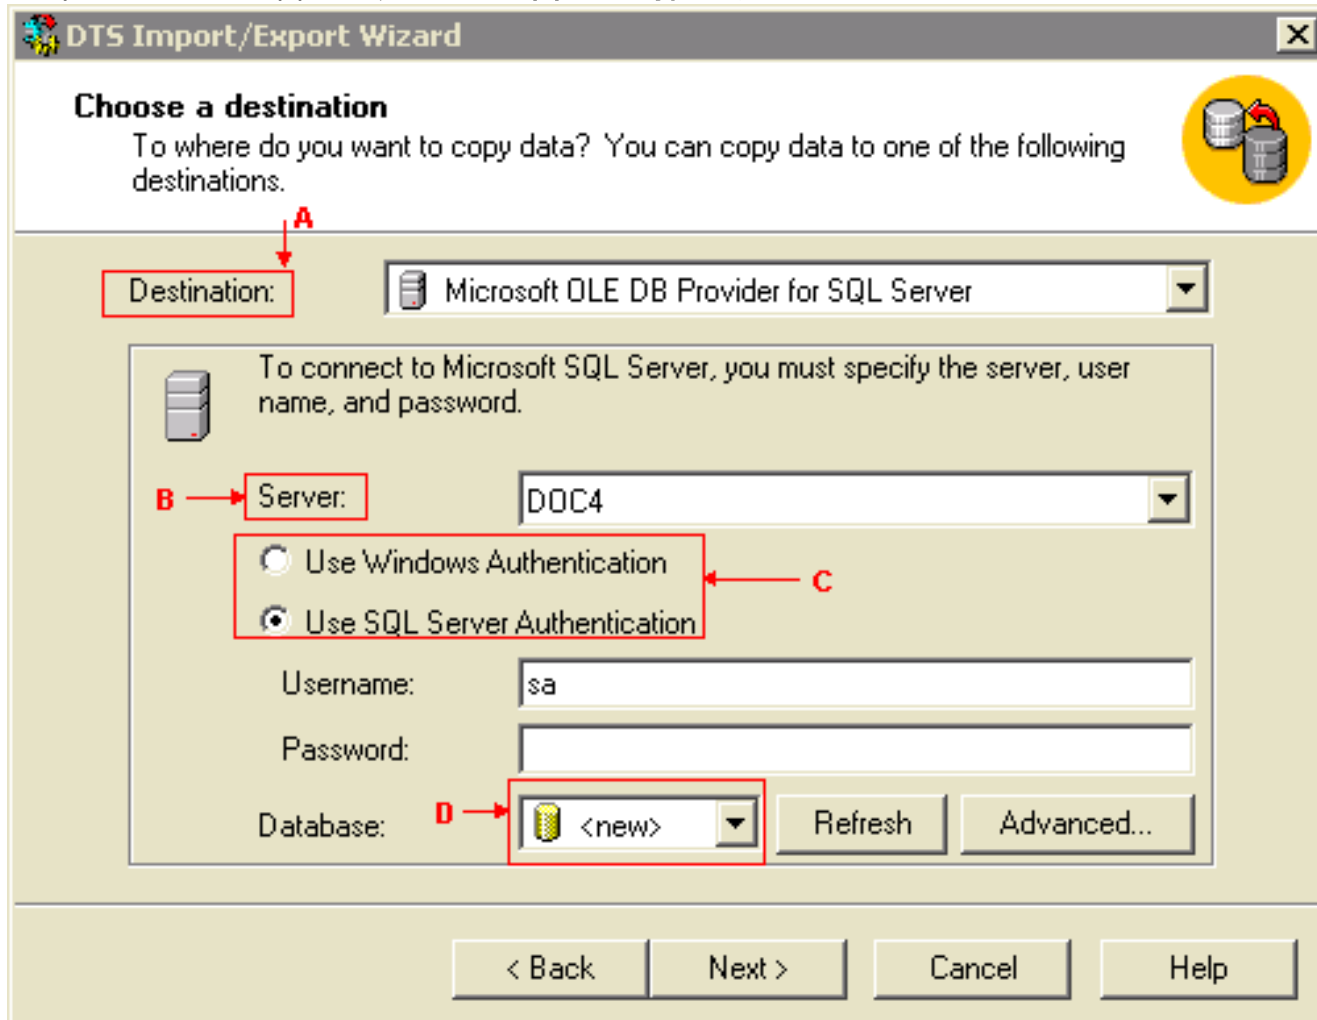 DTS Import/Export Wizard
Choose a destination
To where do you want to copy data? You can copy data to one of the following
destinations.
A
Destination:
Microsoft OLE DB Provider for SQL Server
To connect to Microsoft SQL Server, you must specify the server, user
name, and password.
B
Server:
DOC4
Use Windows Authentication
C
Use SQL Server Authentication
Username:
sa
Password:
Database:
D
<new>
Refresh
Advanced...
< Back
Next >
Cancel
Help